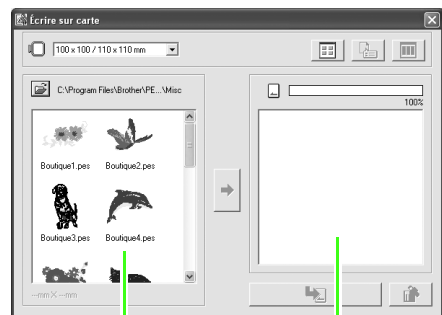 Écrire sur carte
100 x 100 / 110 x 110 mm
C:\Program Files\Brother\PE...\Misc
100%
Boutique1.pes Boutique2.pes
Boutique3.pes Boutique4.pes
---mm X ---mm